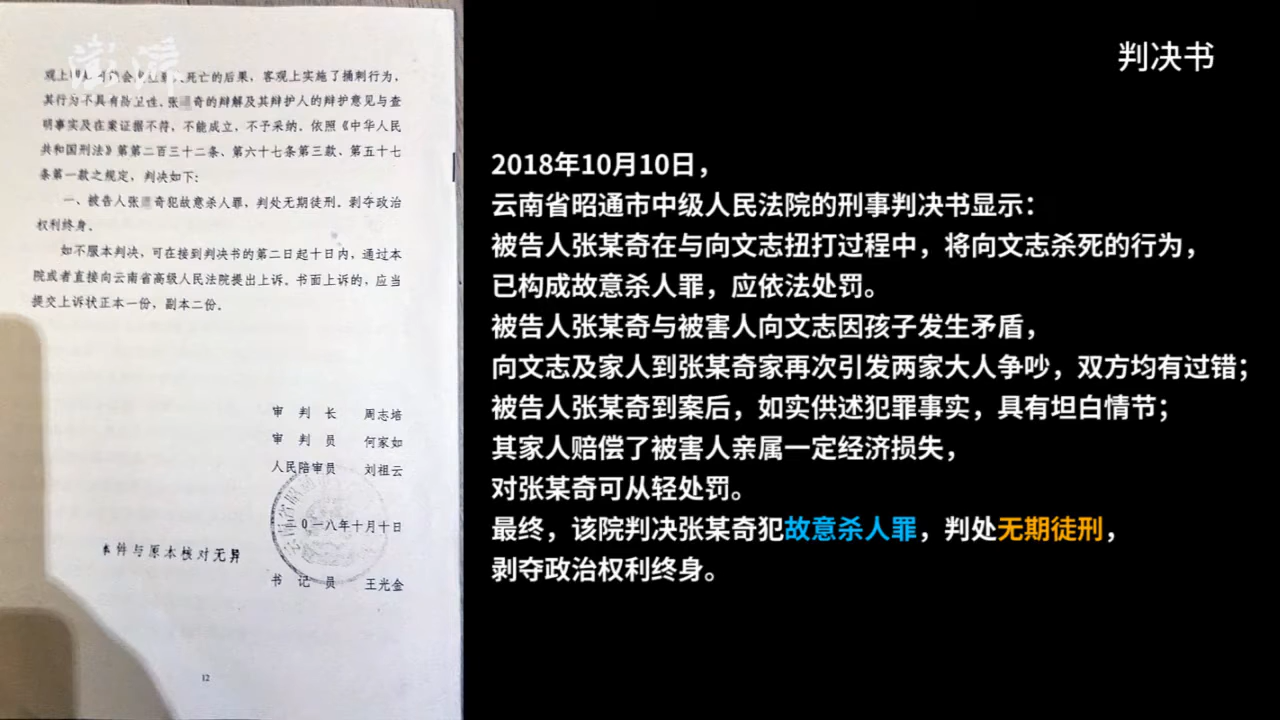 澎湃
死亡的后果，客观上实施了捅刺行为，
其行为不具有防卫性。张 奇的辩解及其辩护人的辩护意见与查
明事实及在案证据不符，不能成立，不予采纳。依照《中华人民
共和国刑法》第第二百三十二条、第六十七条第三款、第五十七
条第一款之规定，判决如下：
一、被告人张 奇犯故意杀人罪，判处无期徒刑。剥夺政治
权利终身。
如不服本判决，可在接到判决书的第二日起十日内，通过本
院或者直接向云南省高级人民法院提出上诉。书面上诉的，应当
提交上诉状正本一份，副本二份。
审 判 长 周志培
审 判 员 何家如
人民陪审员 刘祖云
二〇一八年十月十日
本件与原本核对无异
书 记 员 王光金
12
判决书
2018年10月10日，
云南省昭通市中级人民法院的刑事判决书显示：
被告人张某奇在与向文志扭打过程中，将向文志杀死的行为，
已构成故意杀人罪，应依法处罚。
被告人张某奇与被害人向文志因孩子发生矛盾，
向文志及家人到张某奇家再次引发两家大人争吵，双方均有过错；
被告人张某奇到案后，如实供述犯罪事实，具有坦白情节；
其家人赔偿了被害人亲属一定经济损失，
对张某奇可从轻处罚。
最终，该院判决张某奇犯故意杀人罪，判处无期徒刑，
剥夺政治权利终身。